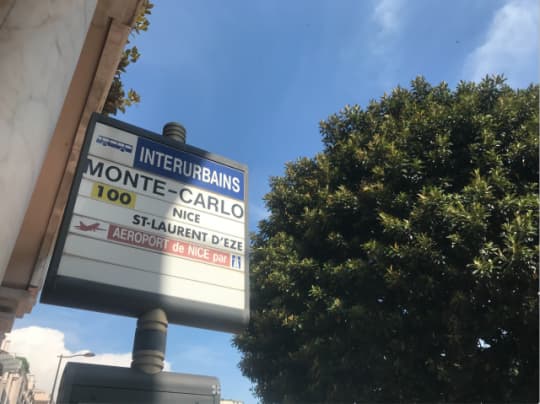 INTERURBAINS
MONTE-CARLO
100 NICE
ST-LAURENT D'EZE
AEROPORT de NICE par